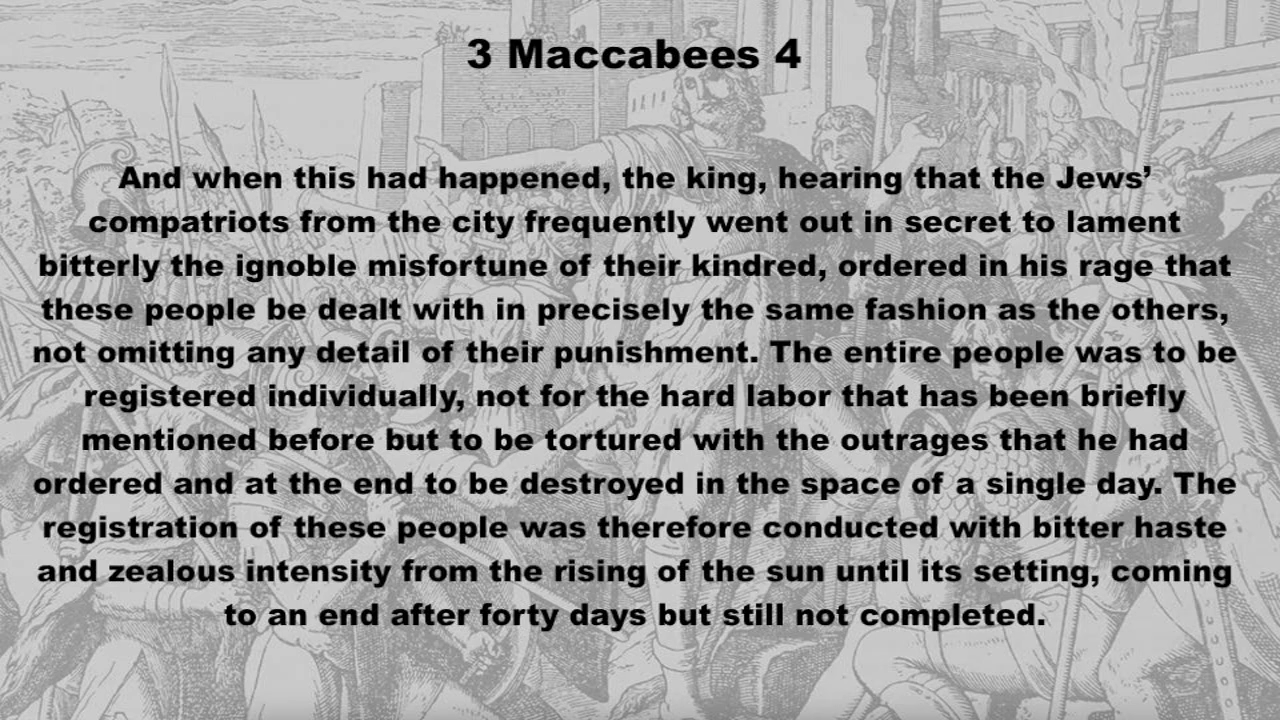 3 Maccabees 4
And when this had happened, the king, hearing that the Jews’
compatriots from the city frequently went out in secret to lament
bitterly the ignoble misfortune of their kindred, ordered in his rage that
these people be dealt with in precisely the same fashion as the others,
not omitting any detail of their punishment. The entire people was to be
registered individually, not for the hard labor that has been briefly
mentioned before but to be tortured with the outrages that he had
ordered and at the end to be destroyed in the space of a single day. The
registration of these people was therefore conducted with bitter haste
and zealous intensity from the rising of the sun until its setting, coming
to an end after forty days but still not completed.